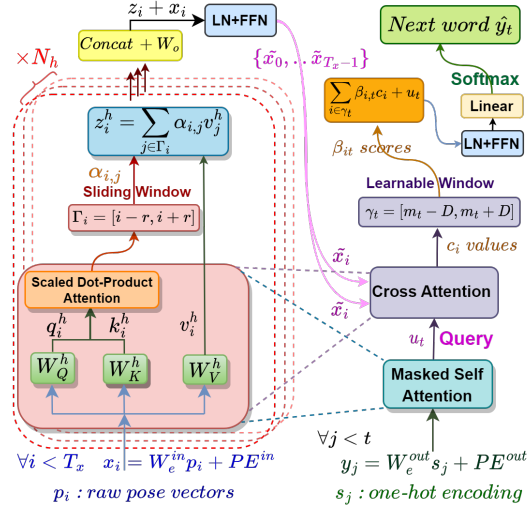 z_i + x_i
LN+FFN
×N_h
Concat + W_o
{x̃_0, . . x̃_{T_x−1}}
z_i^h = ∑_{j∈Γ_i} α_{i,j} v_j^h
α_{i,j}
Sliding Window
Γ_i = [i − r, i + r]
Scaled Dot-Product
Attention
q_i^h
k_i^h
v_i^h
W_Q^h
W_K^h
W_V^h
∀i < T_x x_i = W_e^{in} p_i + PE^{in}
p_i : raw pose vectors
Next word ŷ_t
Softmax
Linear
LN+FFN
∑_{i∈γ_t} β_{i,t} c_i + u_t
β_{it} scores
Learnable Window
γ_t = [m_t − D, m_t + D]
c_i values
x̃_i
Cross Attention
x̃_i
u_t Query
Masked Self
Attention
∀j < t
y_j = W_e^{out} s_j + PE^{out}
s_j : one-hot encoding